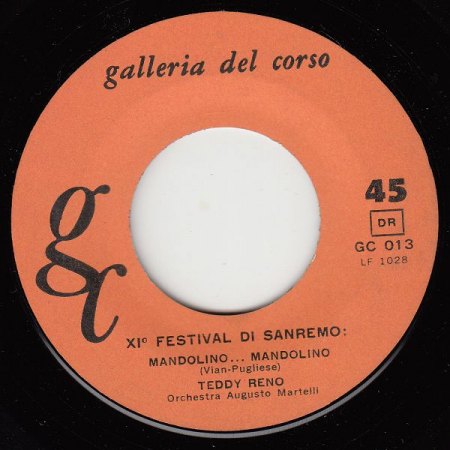 galleria del corso
45
DR
GC 013
LF 1028
gc
XIº FESTIVAL DI SANREMO:
MANDOLINO... MANDOLINO
(Vian-Pugliese)
TEDDY RENO
Orchestra Augusto Martelli